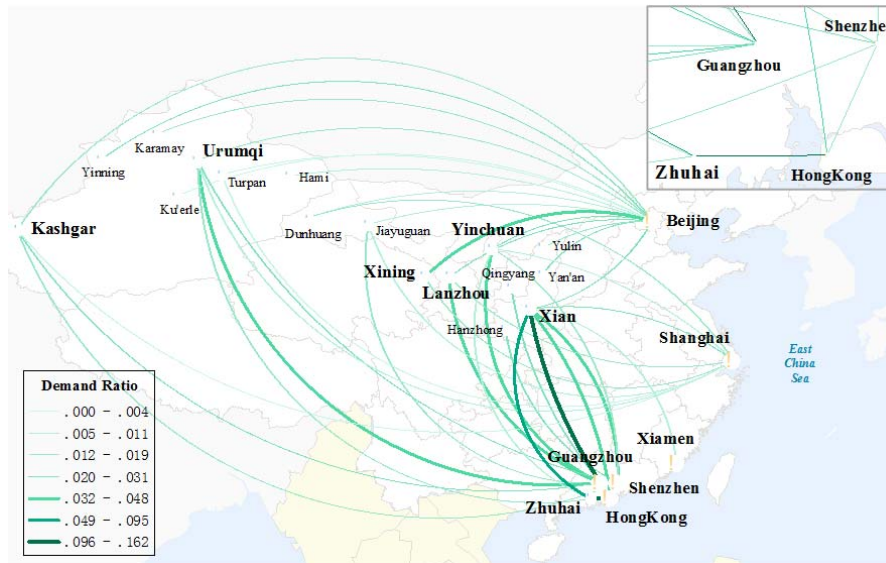 Shenzhe
Guangzhou
Zhuhai
HongKong
Karamay
Urumqi
Yinning
Turpan
Hami
Ku'erle
Kashgar
Dunhuang
Jiayuguan
Yinchuan
Beijing
Yulin
Xining
Qingyang
Yan'an
Lanzhou
Hanzhong
Xian
Shanghai
East
China
Sea
Demand Ratio
.000 - .004
.005 - .011
.012 - .019
.020 - .031
.032 - .048
.049 - .095
.096 - .162
Xiamen
Guangzhou
Shenzhen
Zhuhai
HongKong